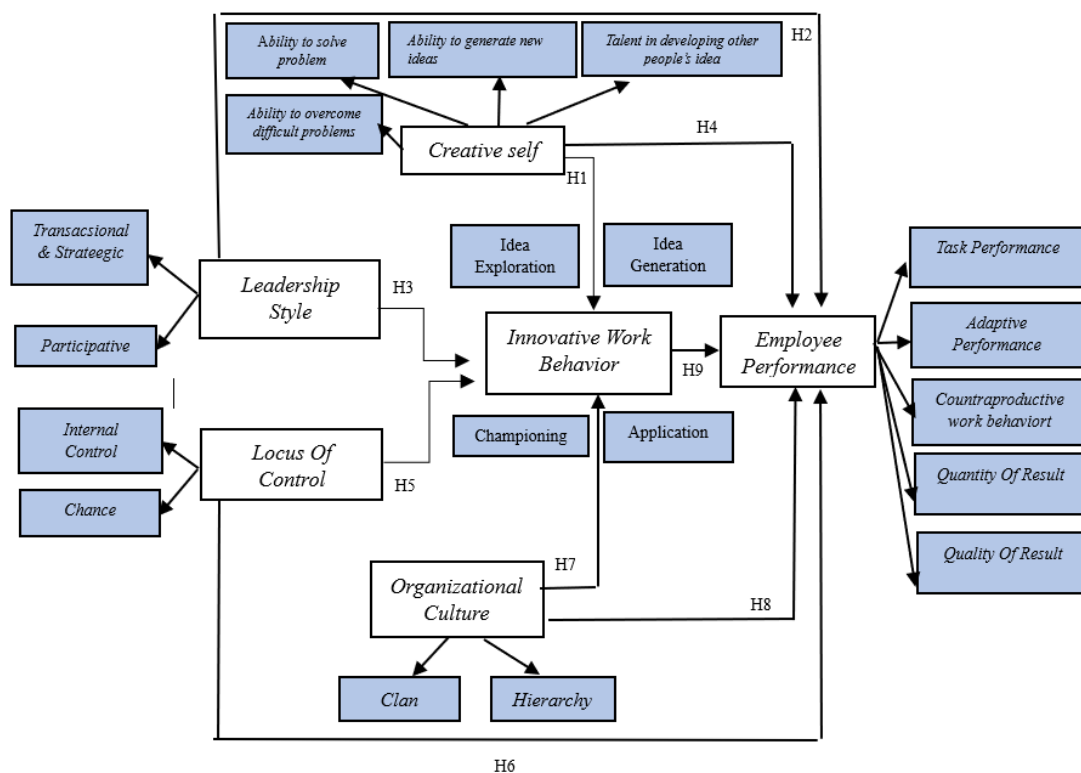 H2
Ability to solve
problem
Ability to generate new
ideas
Talent in developing other
people's idea
Ability to overcome
difficult problems
H4
Creative self
H1
Transacsional
& Strateegic
Idea
Exploration
Idea
Generation
Task Performance
Leadership
Style
H3
Innovative Work
Behavior
Employee
Performance
Adaptive
Performance
Participative
H9
Countraproductive
work behaviort
Internal
Control
Championing
Application
Locus Of
Control
H5
Quantity Of Result
Chance
Quality Of Result
H7
Organizational
Culture
H8
Clan
Hierarchy
H6